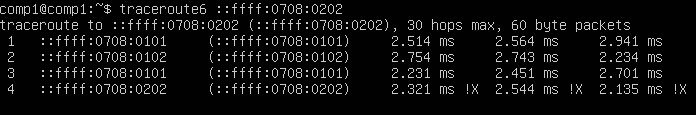 comp1@comp1:~$ traceroute6 ::ffff:0708:0202
traceroute to ::ffff:0708:0202 (::ffff:0708:0202), 30 hops max, 60 byte packets
1 ::ffff:0708:0101 (::ffff:0708:0101) 2.514 ms 2.564 ms 2.941 ms
2 ::ffff:0708:0102 (::ffff:0708:0102) 2.754 ms 2.743 ms 2.234 ms
3 ::ffff:0708:0101 (::ffff:0708:0101) 2.231 ms 2.451 ms 2.701 ms
4 ::ffff:0708:0202 (::ffff:0708:0202) 2.321 ms !X 2.544 ms !X 2.135 ms !X